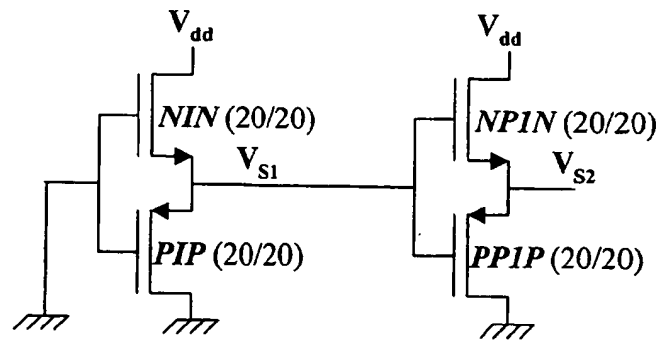 V_dd
V_dd
NIN (20/20)
NP1N (20/20)
V_S1
V_S2
PIP (20/20)
PP1P (20/20)